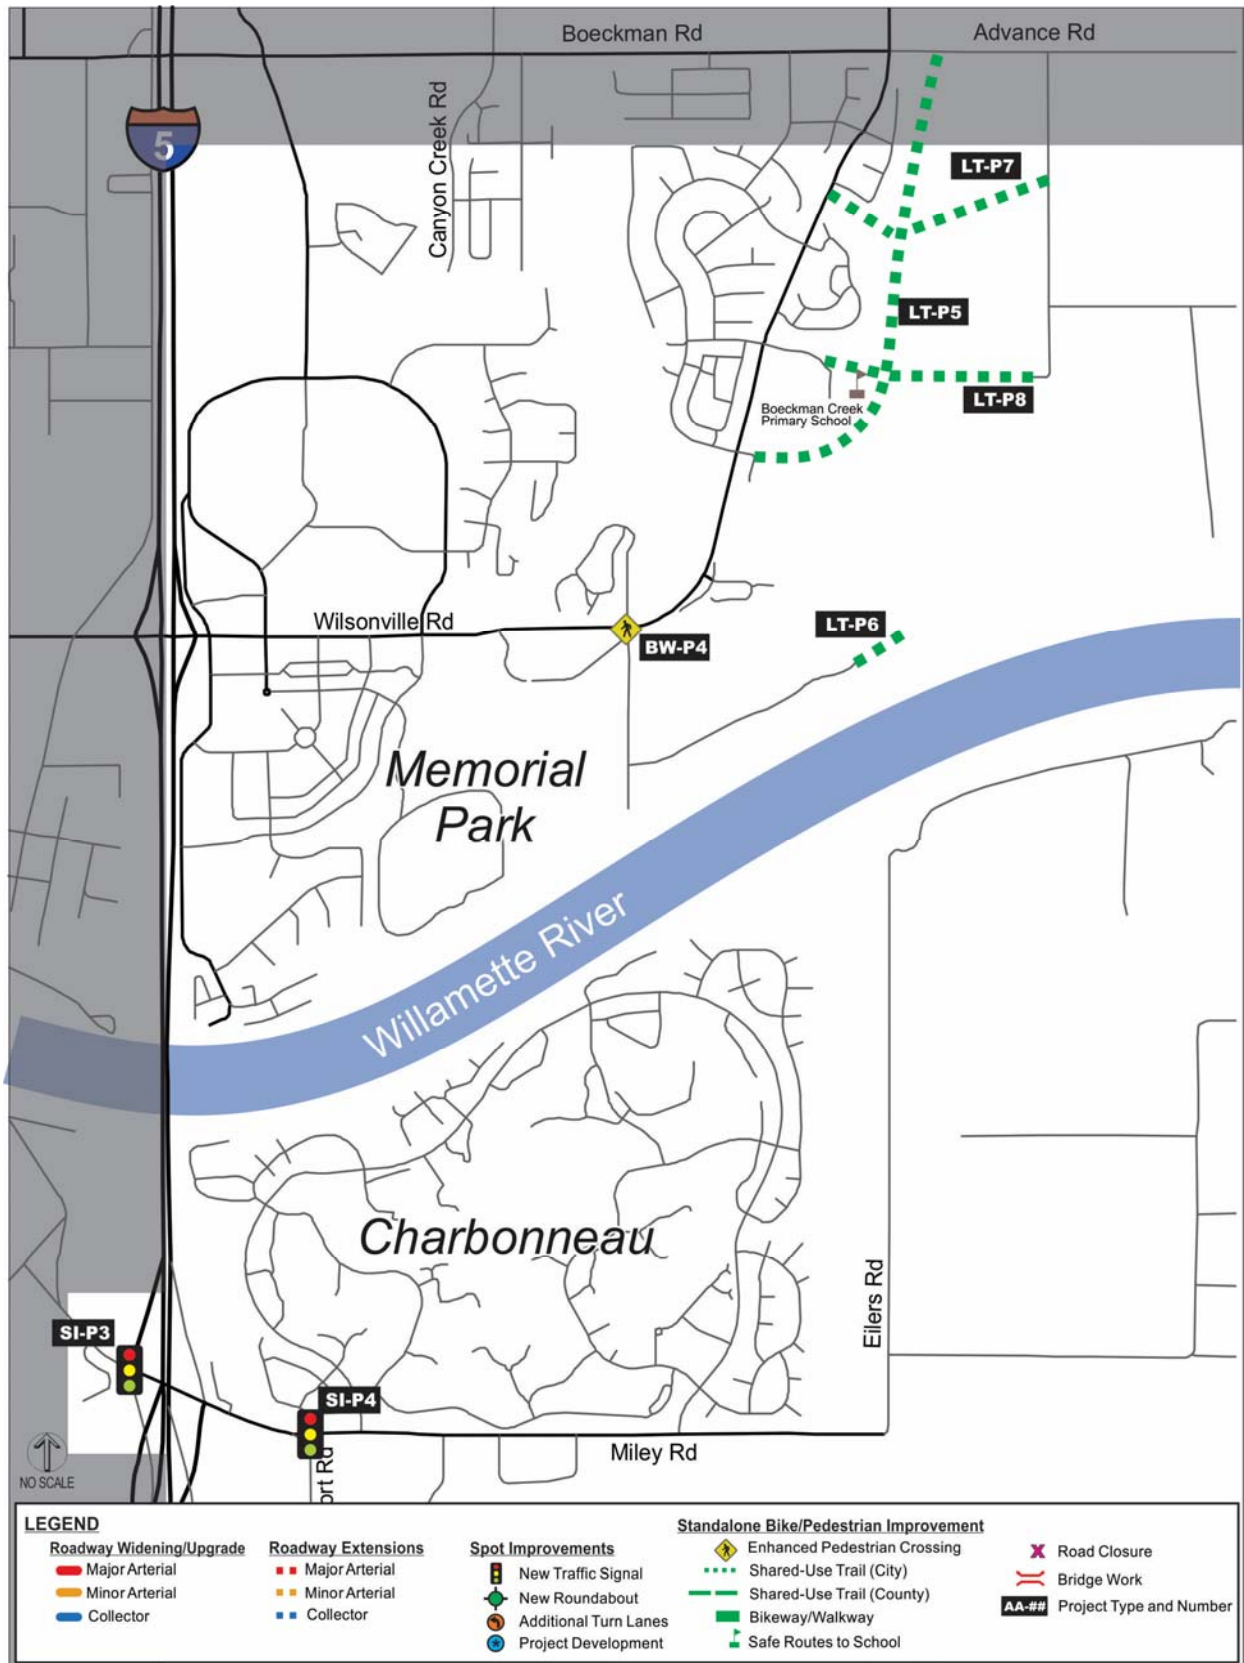 Boeckman Rd
Advance Rd
5
Canyon Creek Rd
LT-P7
LT-P5
LT-P8
Boeckman Creek
Primary School
Wilsonville Rd
BW-P4
LT-P6
Memorial
Park
Willamette River
Charbonneau
Eilers Rd
SI-P3
SI-P4
Miley Rd
ort Rd
NO SCALE
LEGEND
Roadway Widening/Upgrade
Major Arterial
Minor Arterial
Collector
Roadway Extensions
Major Arterial
Minor Arterial
Collector
Spot Improvements
New Traffic Signal
New Roundabout
Additional Turn Lanes
Project Development
Standalone Bike/Pedestrian Improvement
Enhanced Pedestrian Crossing
Shared-Use Trail (City)
Shared-Use Trail (County)
Bikeway/Walkway
Safe Routes to School
Road Closure
Bridge Work
AA-## Project Type and Number